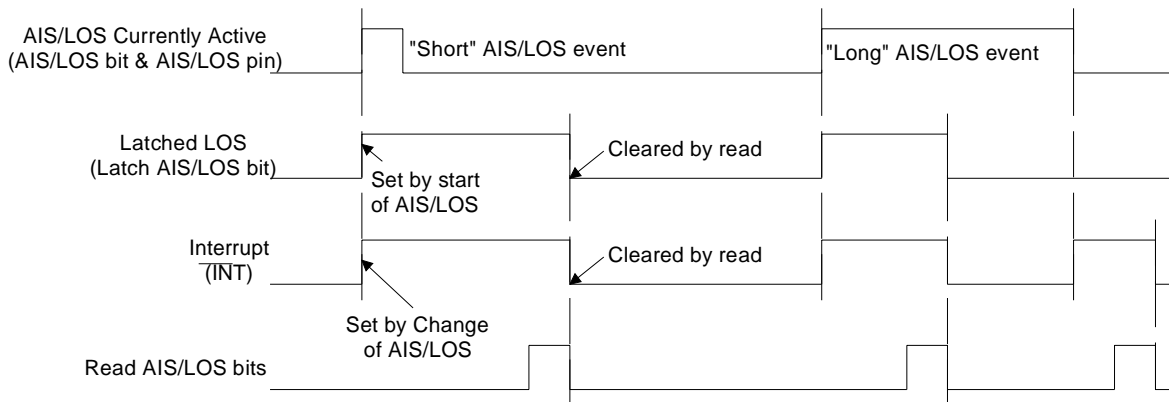 AIS/LOS Currently Active
(AIS/LOS bit & AIS/LOS pin)
"Short" AIS/LOS event
"Long" AIS/LOS event
Latched LOS
(Latch AIS/LOS bit)
Set by start
of AIS/LOS
Cleared by read
Interrupt
(INT)
Set by Change
of AIS/LOS
Cleared by read
Read AIS/LOS bits